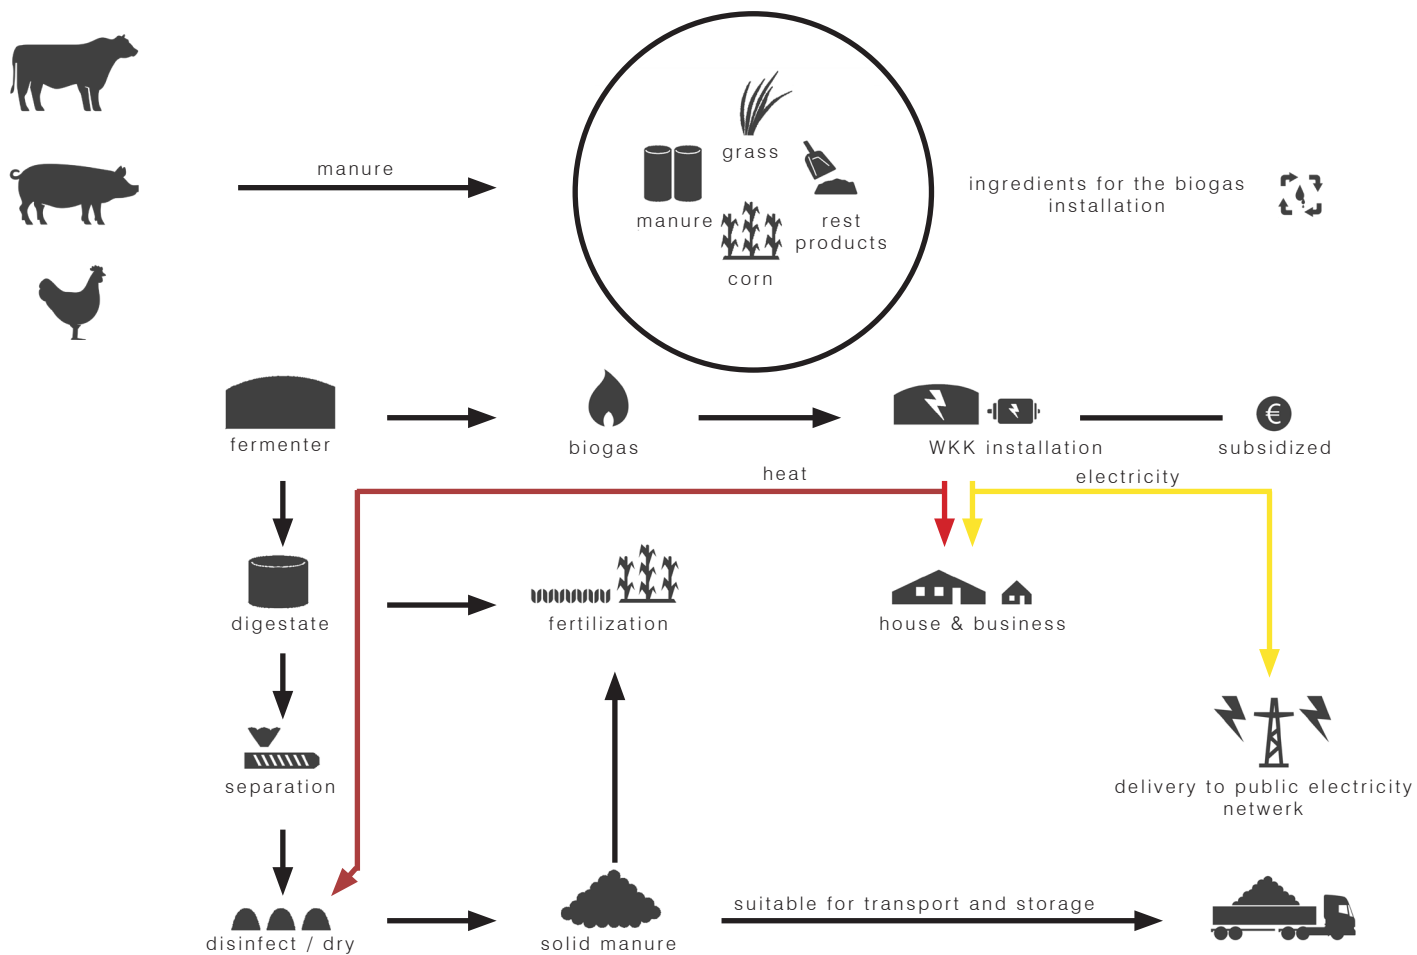 manure
grass
manure
rest
products
corn
ingredients for the biogas
installation
fermenter
biogas
WKK installation
€
subsidized
heat
electricity
digestate
fertilization
house & business
separation
delivery to public electricity
netwerk
disinfect / dry
solid manure
suitable for transport and storage